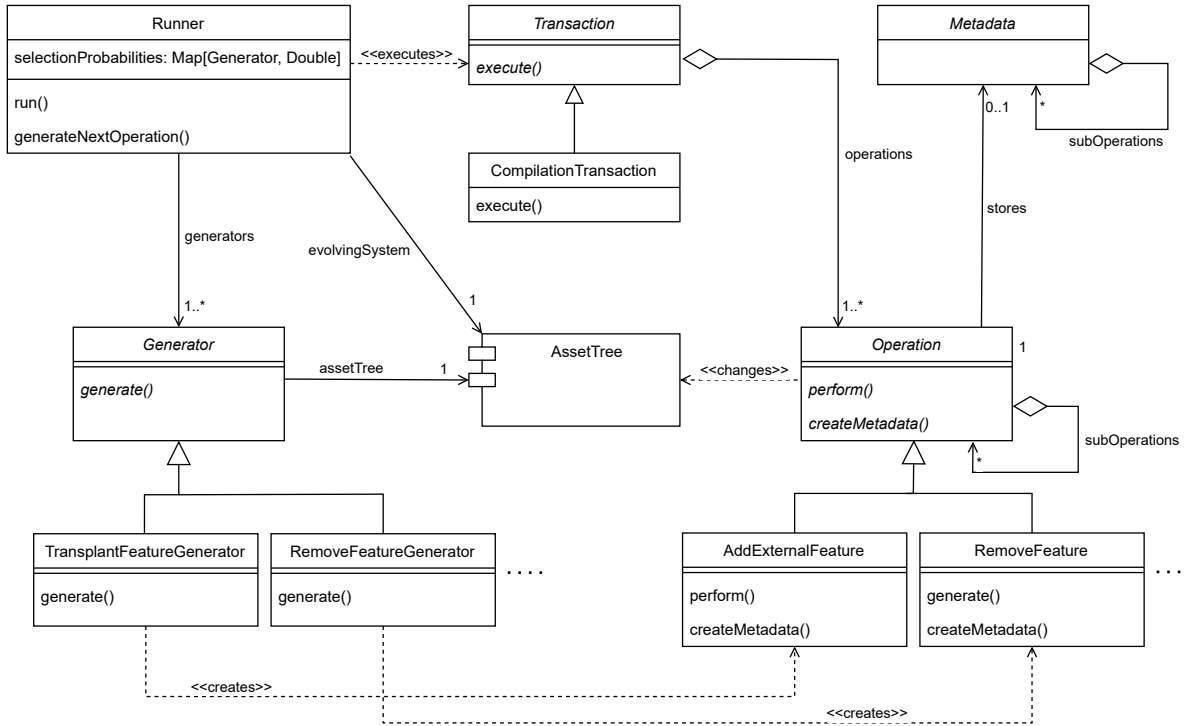 Runner
selectionProbabilities: Map[Generator, Double]
run()
generateNextOperation()
<<executes>>
Transaction
execute()
CompilationTransaction
execute()
Metadata
0..1
*
subOperations
operations
stores
generators
evolvingSystem
1..*
1
1..*
Generator
generate()
assetTree
1
AssetTree
<<changes>>
Operation
1
perform()
createMetadata()
*
subOperations
TransplantFeatureGenerator
generate()
RemoveFeatureGenerator
generate()
....
AddExternalFeature
perform()
createMetadata()
RemoveFeature
generate()
createMetadata()
...
<<creates>>
<<creates>>